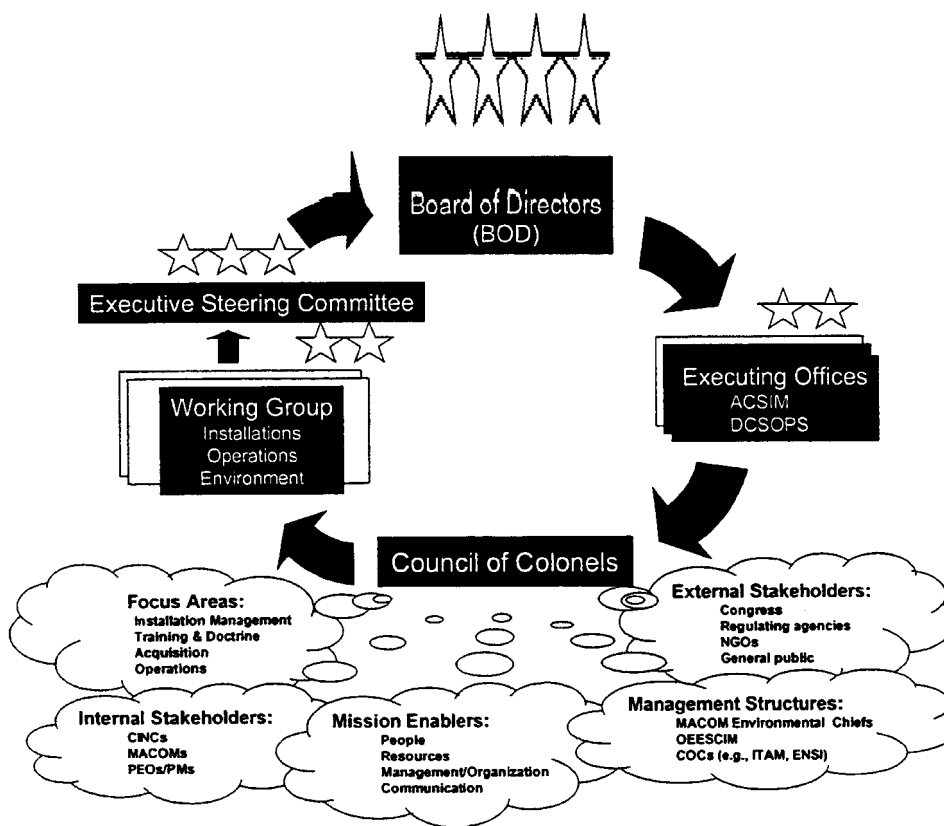 Board of Directors
(BOD)
Executive Steering Committee
Executing Offices
ACSIM
DCSOPS
Working Group
Installations
Operations
Environment
Council of Colonels
Focus Areas:
Installation Management
Training & Doctrine
Acquisition
Operations
External Stakeholders:
Congress
Regulating agencies
NGOs
General public
Internal Stakeholders:
CINCs
MACOMs
PEOs/PMs
Mission Enablers:
People
Resources
Management/Organization
Communication
Management Structures:
MACOM Environmental Chiefs
OEESCIM
COCs (e.g., ITAM, ENSI)